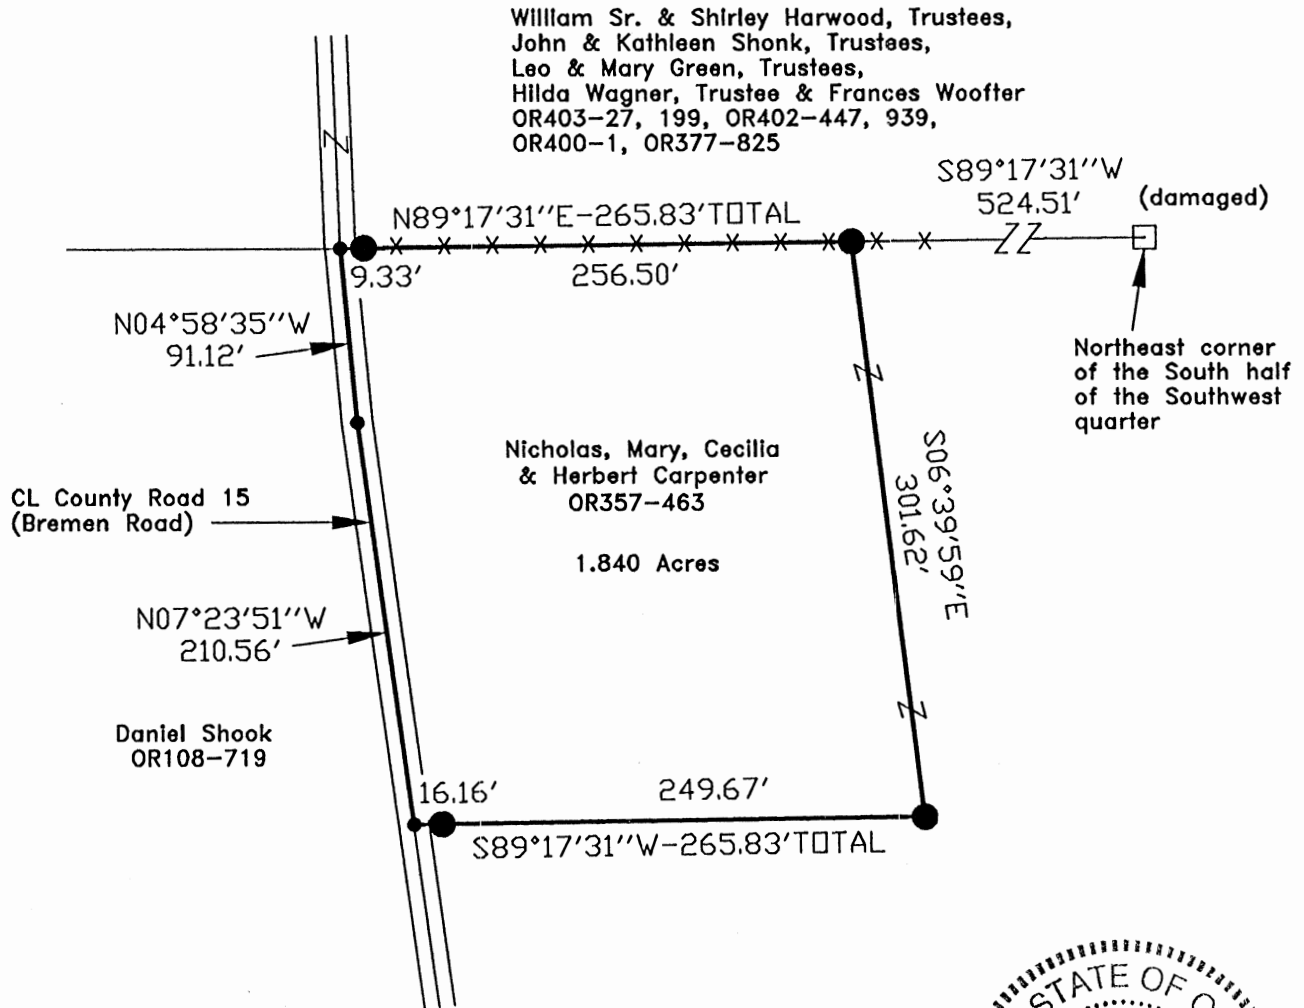 William Sr. & Shirley Harwood, Trustees,
John & Kathleen Shonk, Trustees,
Leo & Mary Green, Trustees,
Hilda Wagner, Trustee & Frances Woofter
OR403-27, 199, OR402-447, 939,
OR400-1, OR377-825
S89°17'31"W
524.51'
(damaged)
N89°17'31"E-265.83'TOTAL
9.33'
256.50'
N04°58'35"W
91.12'
Northeast corner
of the South half
of the Southwest
quarter
Nicholas, Mary, Cecilia
& Herbert Carpenter
OR357-463
1.840 Acres
S06°39'59"E
301.62'
CL County Road 15
(Bremen Road)
N07°23'51"W
210.56'
Daniel Shook
OR108-719
16.16'
249.67'
S89°17'31"W-265.83'TOTAL
STATE OF O